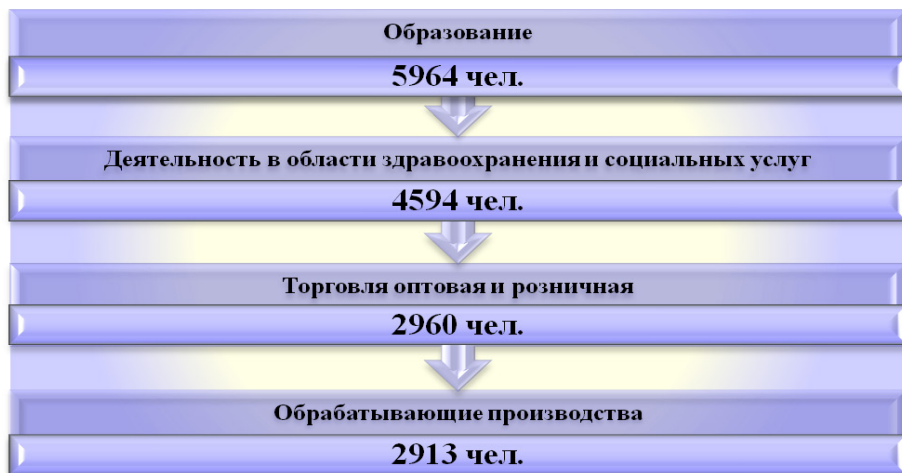 Образование
5964 чел.
Деятельность в области здравоохранения и социальных услуг
4594 чел.
Торговля оптовая и розничная
2960 чел.
Обрабатывающие производства
2913 чел.